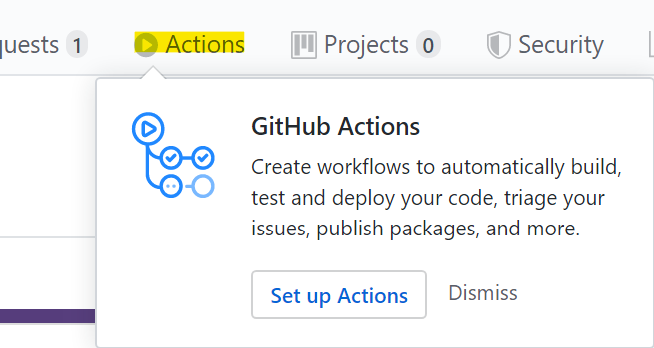 quests 1 Actions Projects 0 Security
GitHub Actions
Create workflows to automatically build,
test and deploy your code, triage your
issues, publish packages, and more.
Set up Actions Dismiss